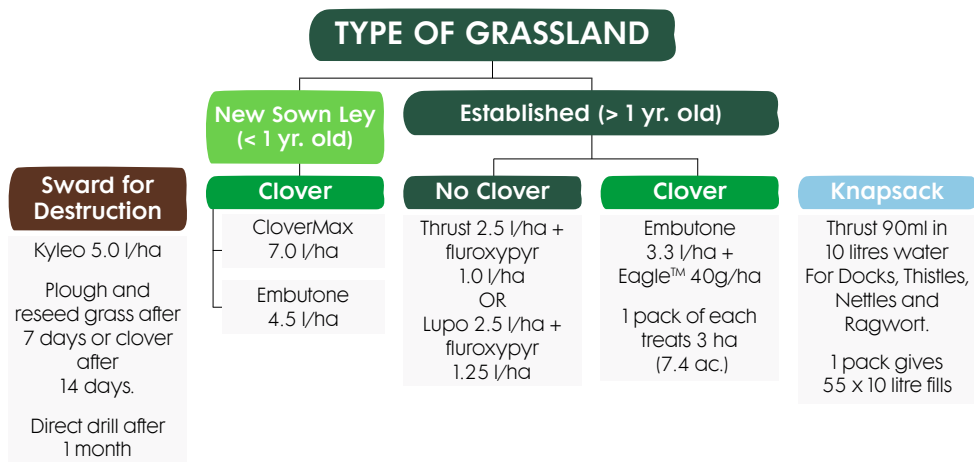 TYPE OF GRASSLAND
New Sown Ley
(< 1 yr. old)
Established (> 1 yr. old)
Sward for
Destruction
Kyleo 5.0 l/ha
Plough and
reseed grass after
7 days or clover
after
14 days.
Direct drill after
1 month
Clover
CloverMax
7.0 l/ha
Embutone
4.5 l/ha
No Clover
Thrust 2.5 l/ha +
fluroxypyr
1.0 l/ha
OR
Lupo 2.5 l/ha +
fluroxypyr
1.25 l/ha
Clover
Embutone
3.3 l/ha +
Eagle™ 40g/ha
1 pack of each
treats 3 ha
(7.4 ac.)
Knapsack
Thrust 90ml in
10 litres water
For Docks, Thistles,
Nettles and
Ragwort.
1 pack gives
55 x 10 litre fills